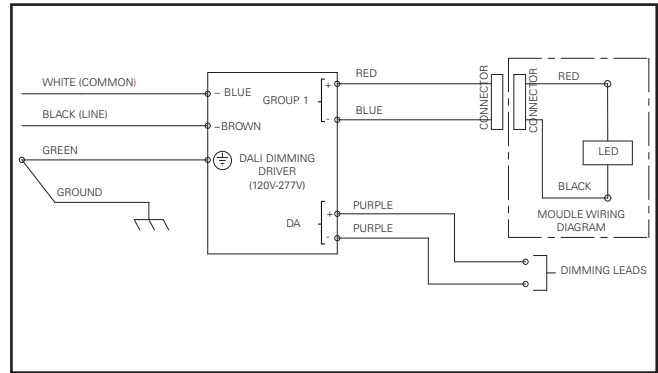 WHITE (COMMON)
BLACK (LINE)
GREEN
GROUND
~ BLUE
~BROWN
GROUP 1
+
-
DALI DIMMING
DRIVER
(120V-277V)
DA
+
-
RED
BLUE
PURPLE
PURPLE
CONNECTOR
CONNECTOR
RED
LED
BLACK
MOUDLE WIRING
DIAGRAM
DIMMING LEADS